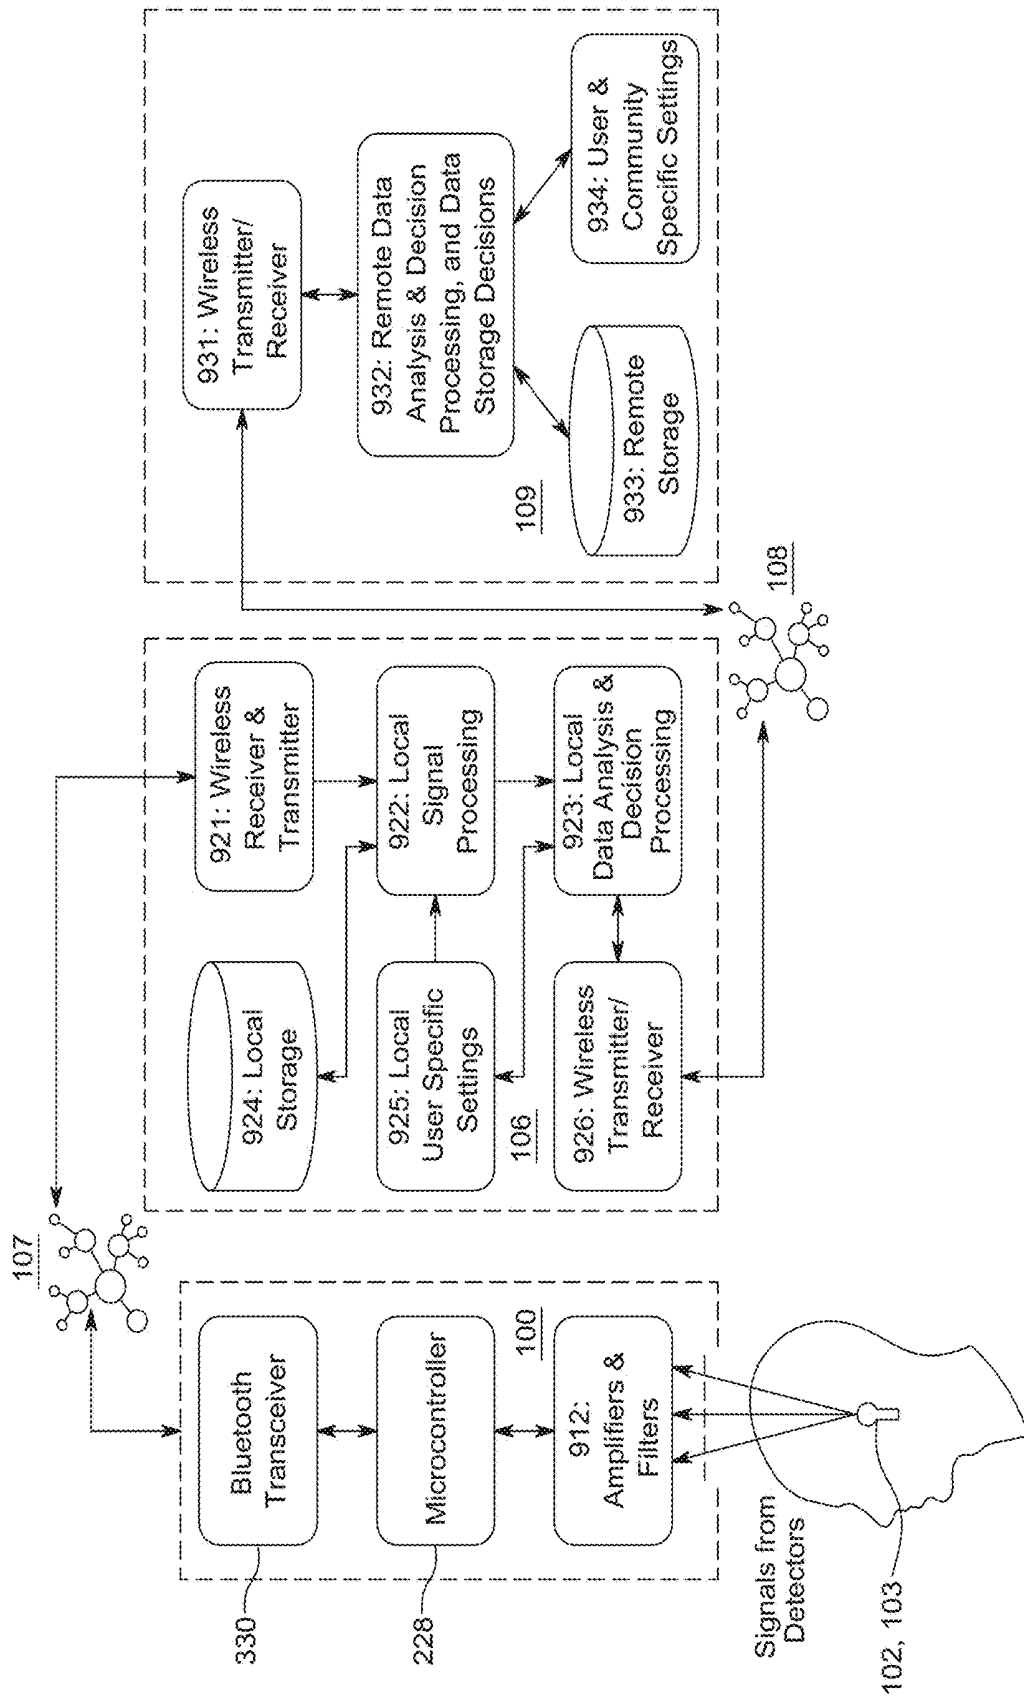 107
330
Bluetooth
Transceiver
228
Microcontroller
100
912:
Amplifiers &
Filters
Signals from
Detectors
102, 103
924: Local
Storage
921: Wireless
Receiver &
Transmitter
925: Local
User Specific
Settings
922: Local
Signal
Processing
106
926: Wireless
Transmitter/
Receiver
923: Local
Data Analysis &
Decision
Processing
108
931: Wireless
Transmitter/
Receiver
932: Remote Data
Analysis & Decision
Processing, and Data
Storage Decisions
109
933: Remote
Storage
934: User &
Community
Specific Settings